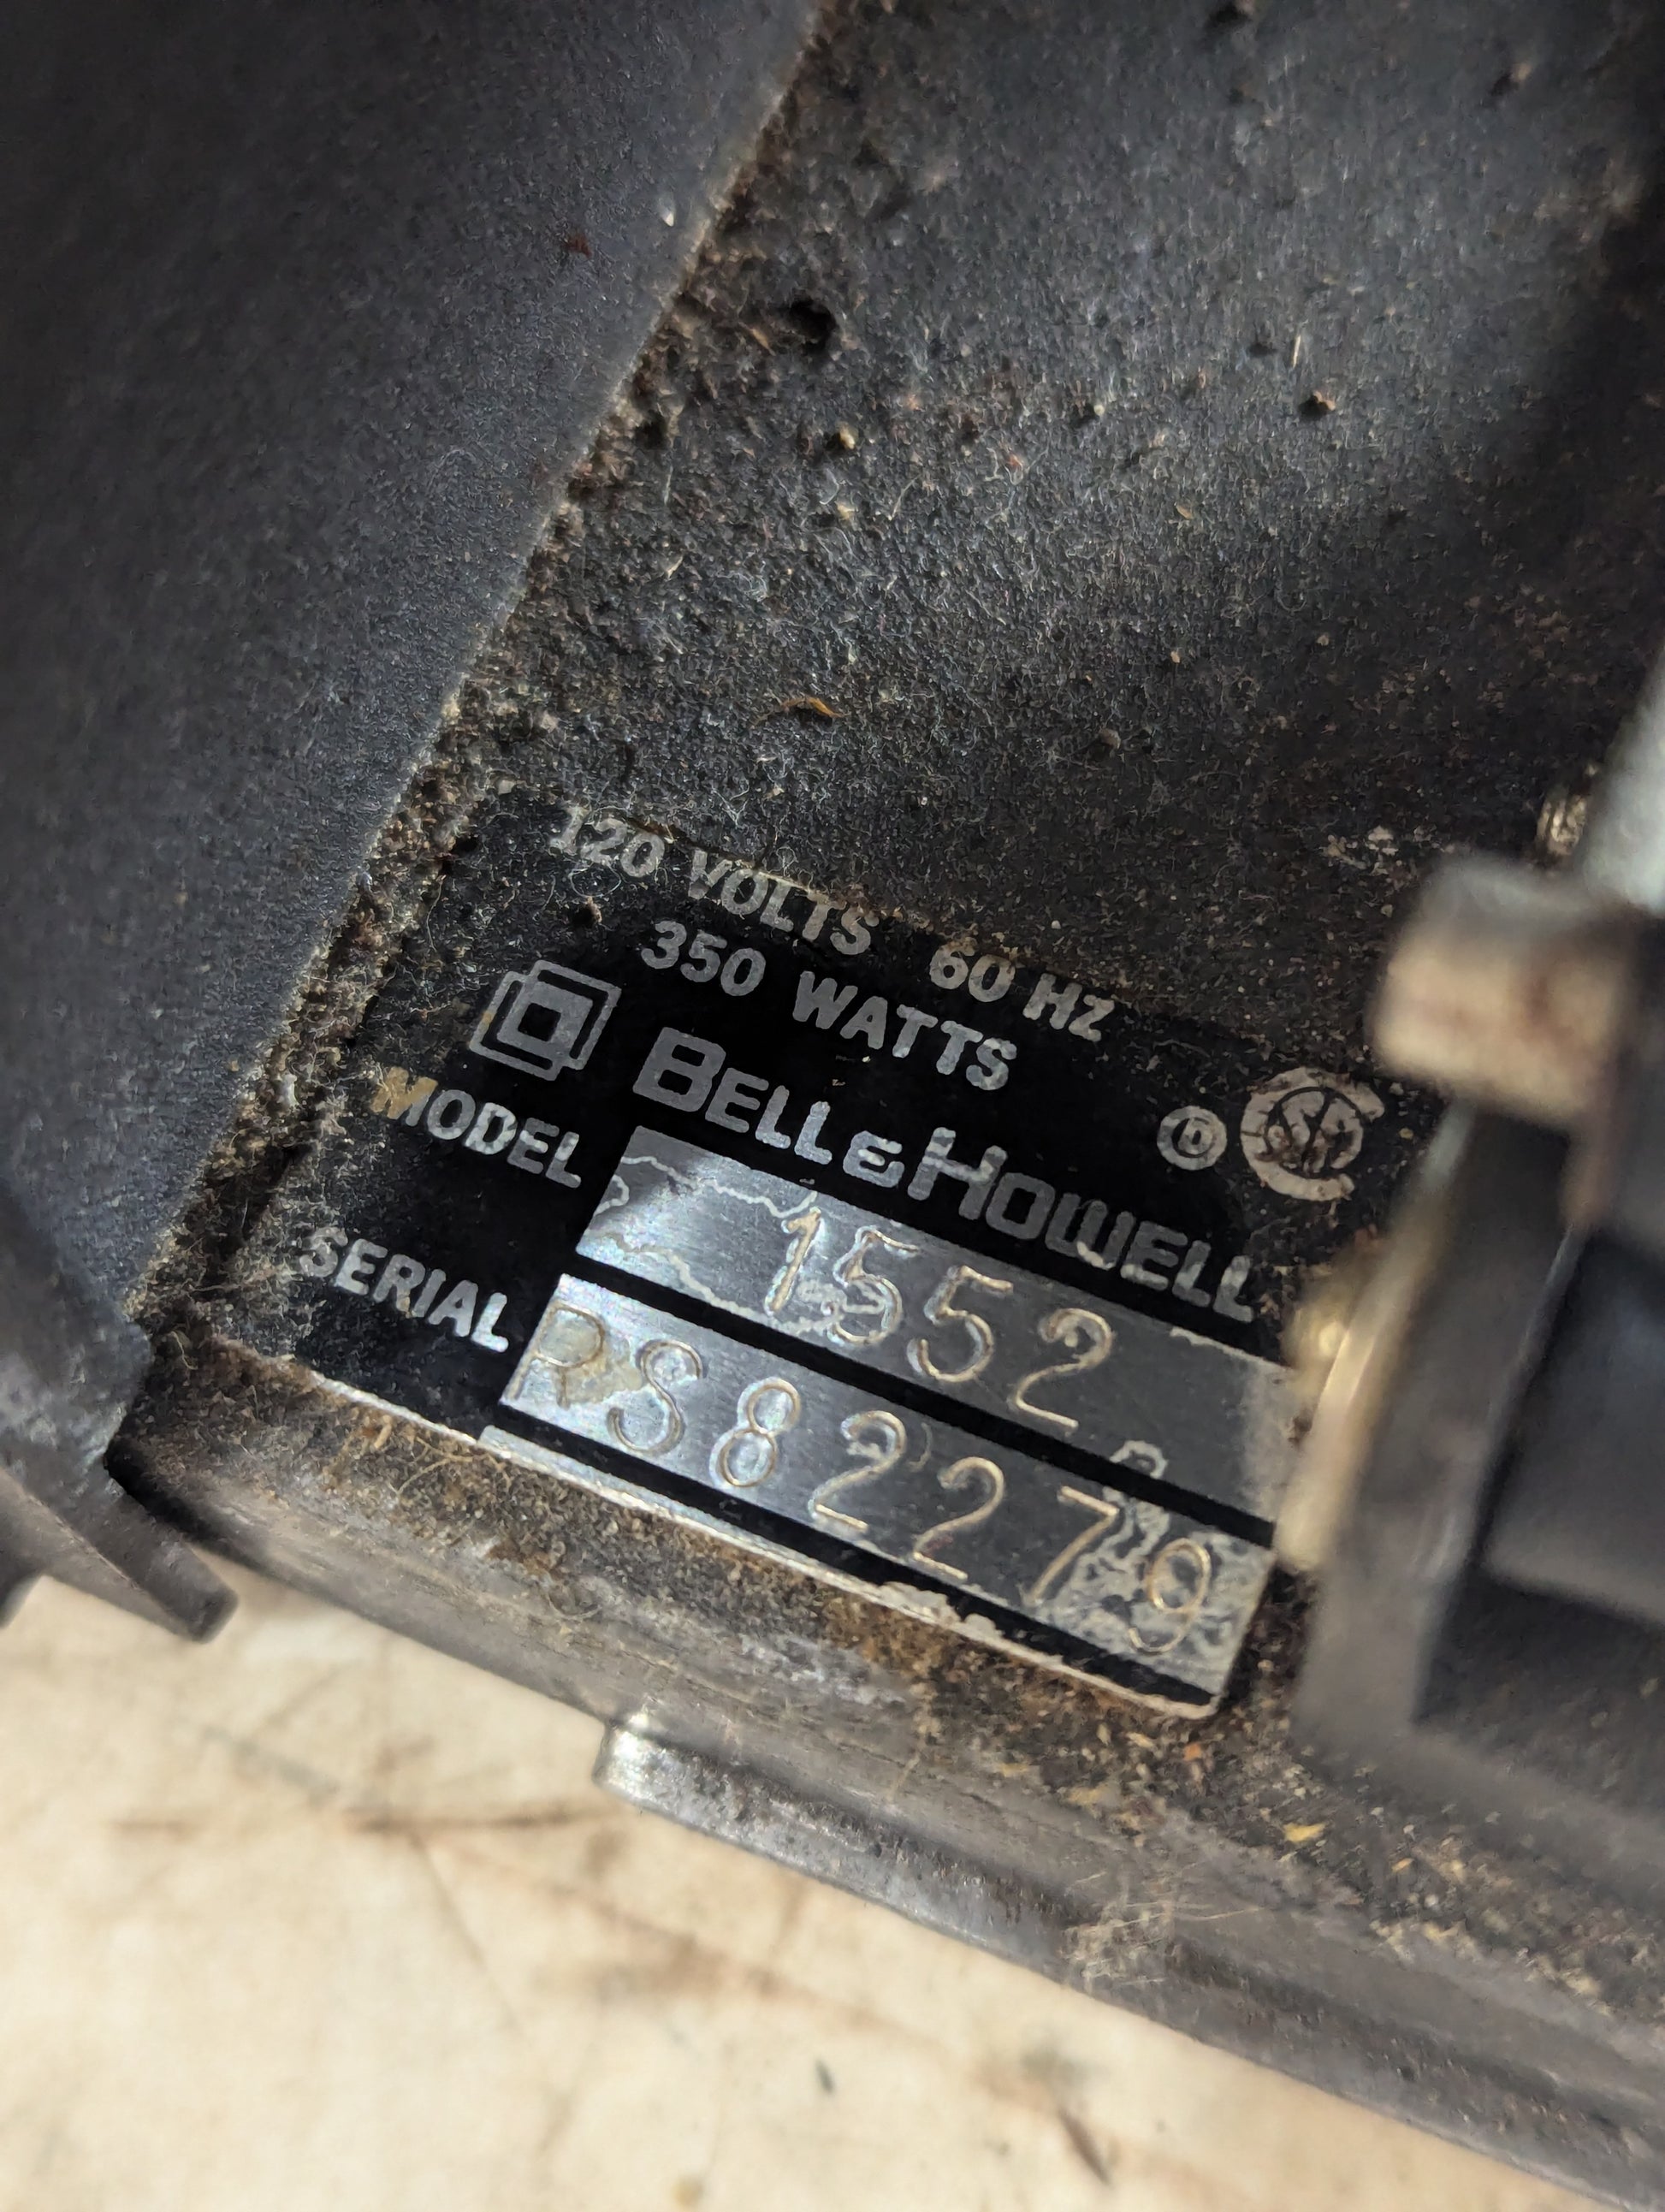 120 VOLTS 60 HZ
350 WATTS
BELL & HOWELL
MODEL 1552
SERIAL RS82279